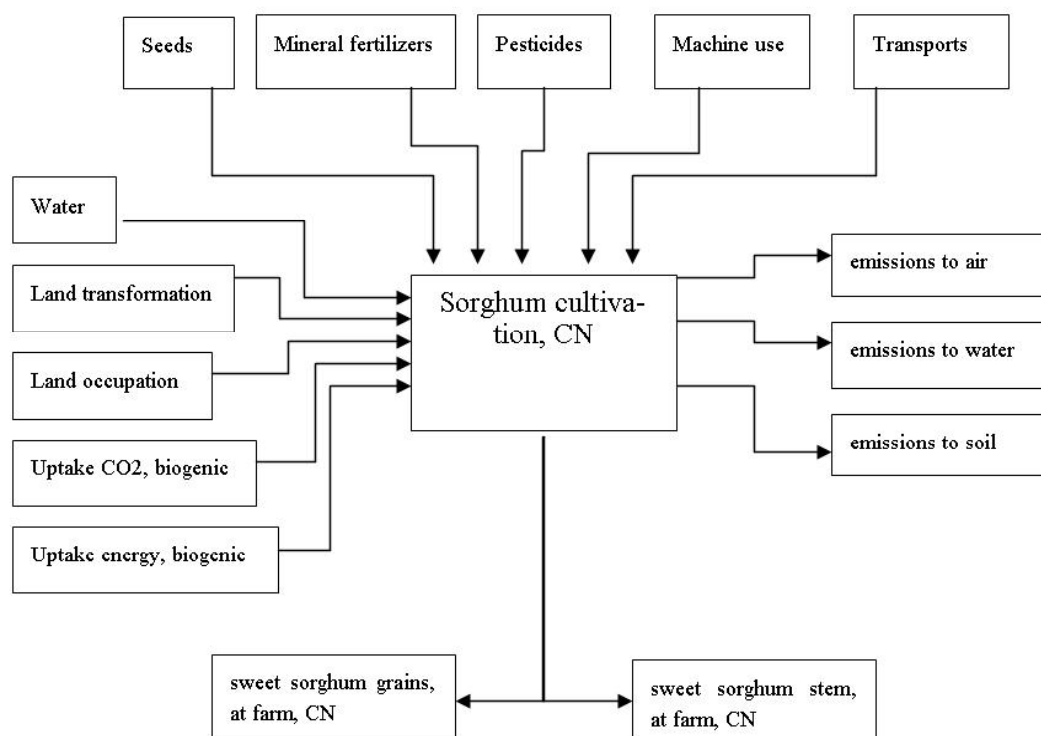 Seeds
Mineral fertilizers
Pesticides
Machine use
Transports
Water
Land transformation
Land occupation
Uptake CO2, biogenic
Uptake energy, biogenic
Sorghum cultiva-
tion, CN
emissions to air
emissions to water
emissions to soil
sweet sorghum grains,
at farm, CN
sweet sorghum stem,
at farm, CN